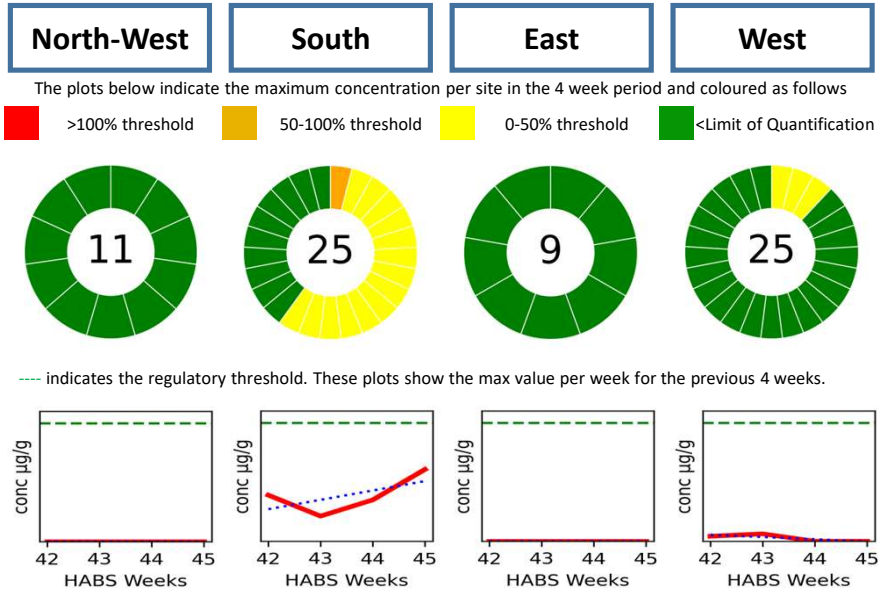 North-West South East West
The plots below indicate the maximum concentration per site in the 4 week period and coloured as follows
>100% threshold 50-100% threshold 0-50% threshold <Limit of Quantification
11 25 9 25
---- indicates the regulatory threshold. These plots show the max value per week for the previous 4 weeks.
conc µg/g conc µg/g conc µg/g conc µg/g
42 43 44 45 42 43 44 45 42 43 44 45 42 43 44 45
HABS Weeks HABS Weeks HABS Weeks HABS Weeks